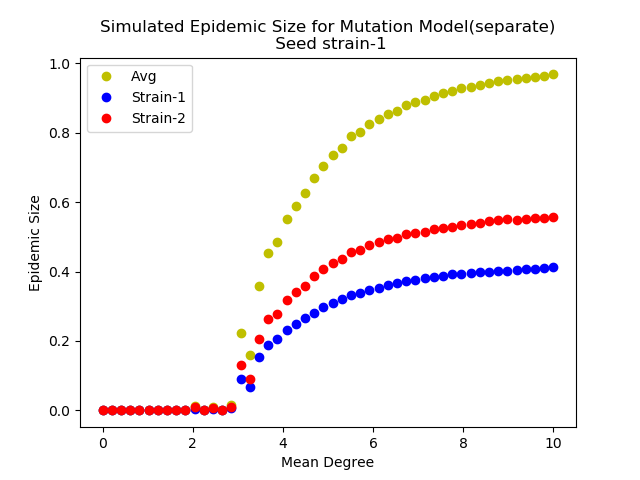 Simulated Epidemic Size for Mutation Model(separate)
Seed strain-1
Avg
Strain-1
Strain-2
Epidemic Size
1.0
0.8
0.6
0.4
0.2
0.0
0 2 4 6 8 10
Mean Degree